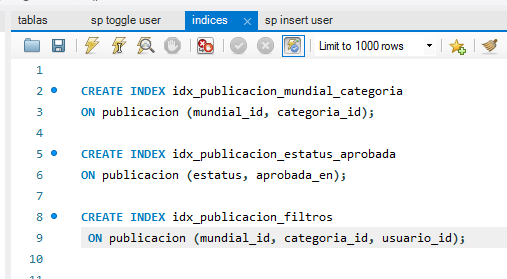 tablas sp toggle user indices × sp insert user
Limit to 1000 rows
1
2 CREATE INDEX idx_publicacion_mundial_categoria
3 ON publicacion (mundial_id, categoria_id);
4
5 CREATE INDEX idx_publicacion_estatus_aprobada
6 ON publicacion (estatus, aprobada_en);
7
8 CREATE INDEX idx_publicacion_filtros
9 ON publicacion (mundial_id, categoria_id, usuario_id);
10